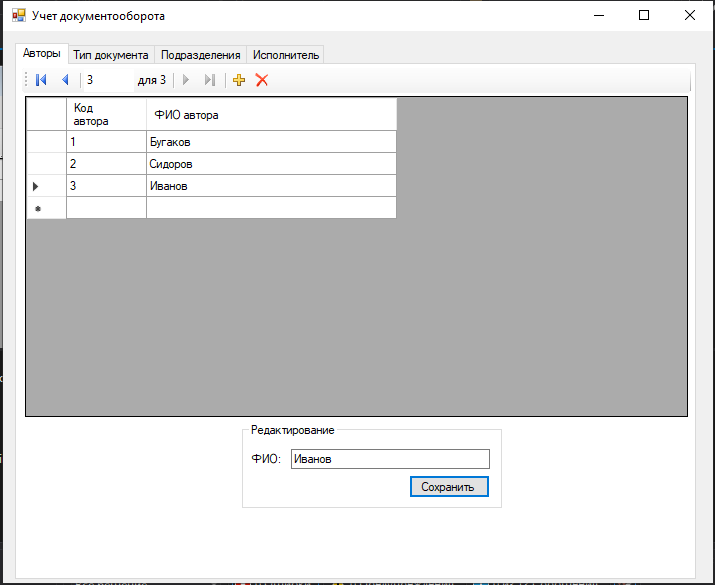 Учет документооборота
Авторы Тип документа Подразделения Исполнитель
3 для 3
Код автора ФИО автора
1 Бугаков
2 Сидоров
3 Иванов
Редактирование
ФИО: Иванов
Сохранить